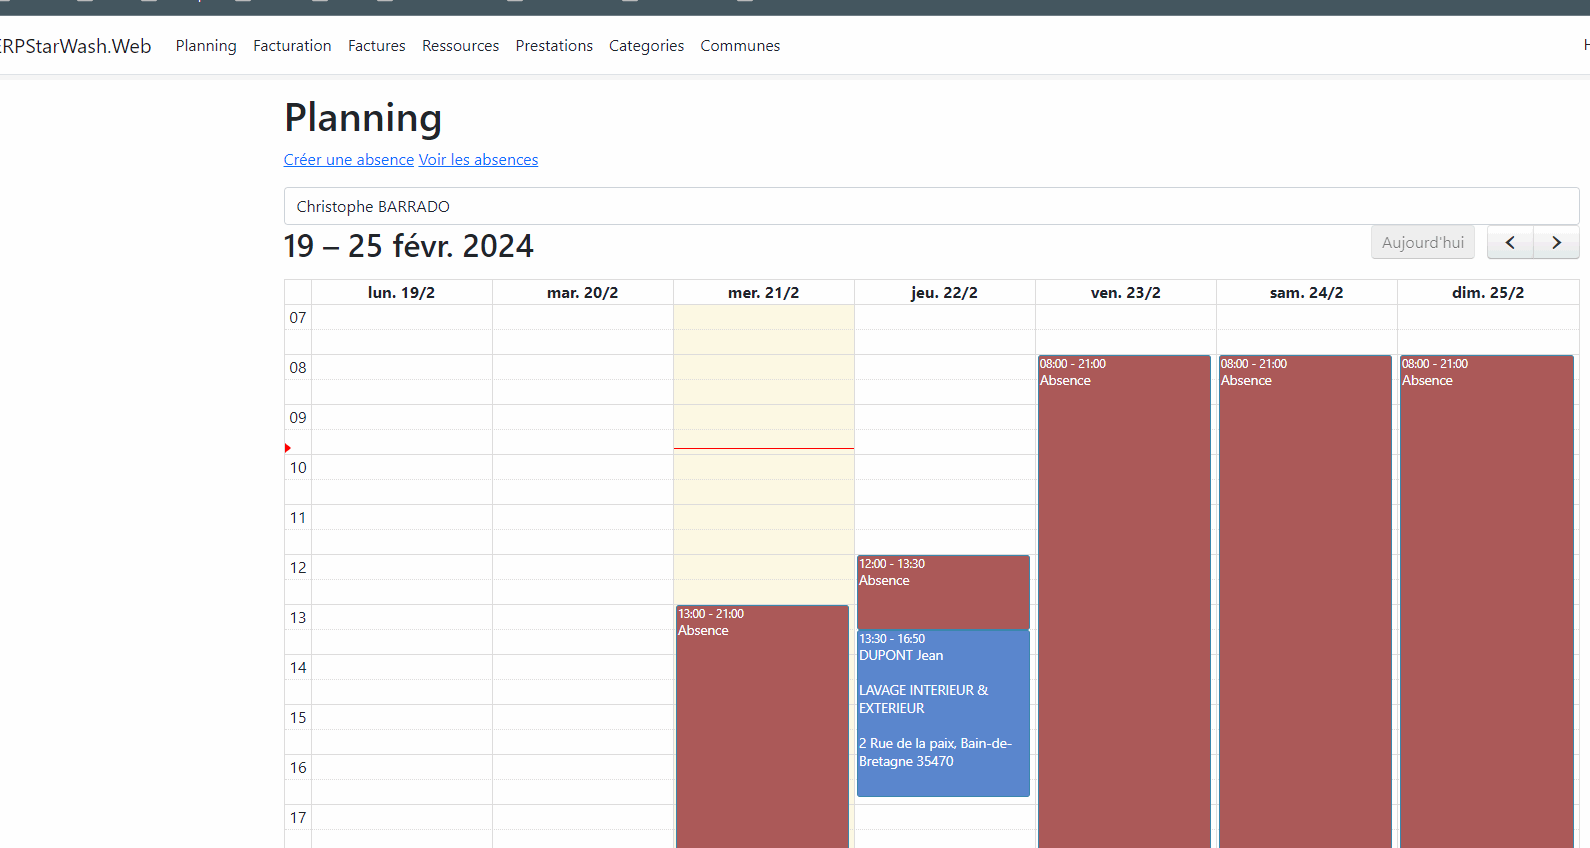 ERPStarWash.Web Planning Facturation Factures Ressources Prestations Categories Communes
Planning
Créer une absence Voir les absences
Christophe BARRADO
19 – 25 févr. 2024
Aujourd'hui
lun. 19/2 mar. 20/2 mer. 21/2 jeu. 22/2 ven. 23/2 sam. 24/2 dim. 25/2
07
08
09
10
11
12
13
14
15
16
17
13:00 - 21:00
Absence
12:00 - 13:30
Absence
13:30 - 16:50
DUPONT Jean
LAVAGE INTERIEUR &
EXTERIEUR
2 Rue de la paix, Bain-de-
Bretagne 35470
08:00 - 21:00
Absence
08:00 - 21:00
Absence
08:00 - 21:00
Absence